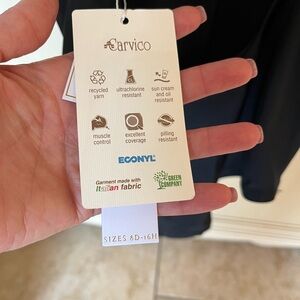 Carvico
recycled
yarn
ultrachlorine
resistant
sun cream
and oil
resistant
muscle
control
excellent
coverage
pilling
resistant
ECONYL®
Garment made with
Italian fabric
GREEN
COMPANY
SIZES 8D-16H